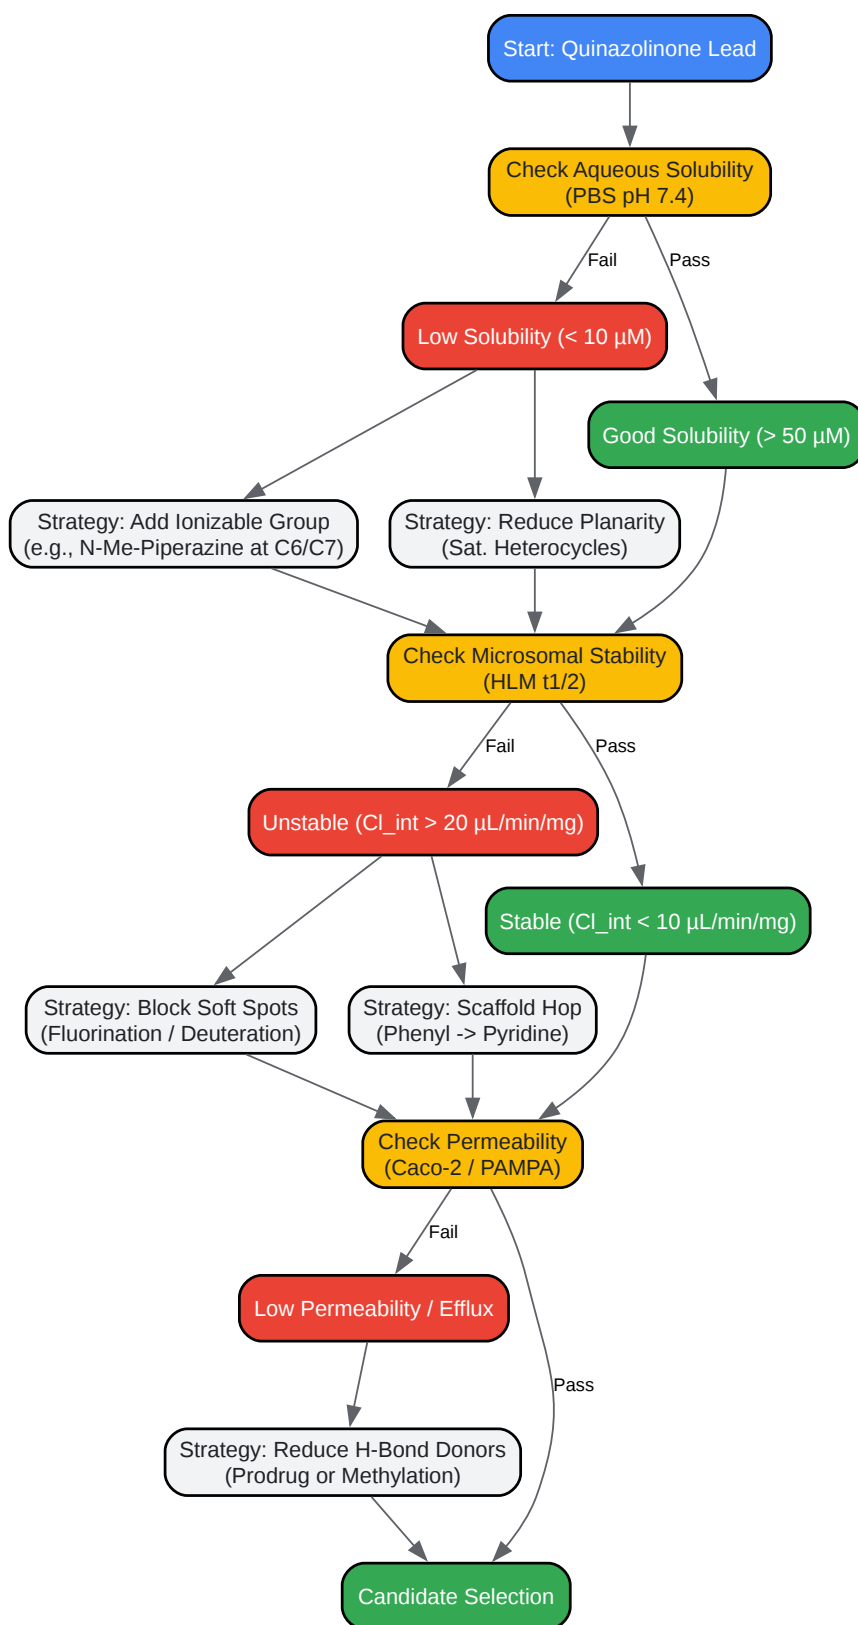 Start: Quinazolinone Lead
Check Aqueous Solubility
(PBS pH 7.4)
Fail
Pass
Low Solubility (< 10 µM)
Good Solubility (> 50 µM)
Strategy: Add Ionizable Group
(e.g., N-Me-Piperazine at C6/C7)
Strategy: Reduce Planarity
(Sat. Heterocycles)
Check Microsomal Stability
(HLM t1/2)
Fail
Pass
Unstable (Cl_int > 20 µL/min/mg)
Stable (Cl_int < 10 µL/min/mg)
Strategy: Block Soft Spots
(Fluorination / Deuteration)
Strategy: Scaffold Hop
(Phenyl -> Pyridine)
Check Permeability
(Caco-2 / PAMPA)
Fail
Low Permeability / Efflux
Pass
Strategy: Reduce H-Bond Donors
(Prodrug or Methylation)
Candidate Selection